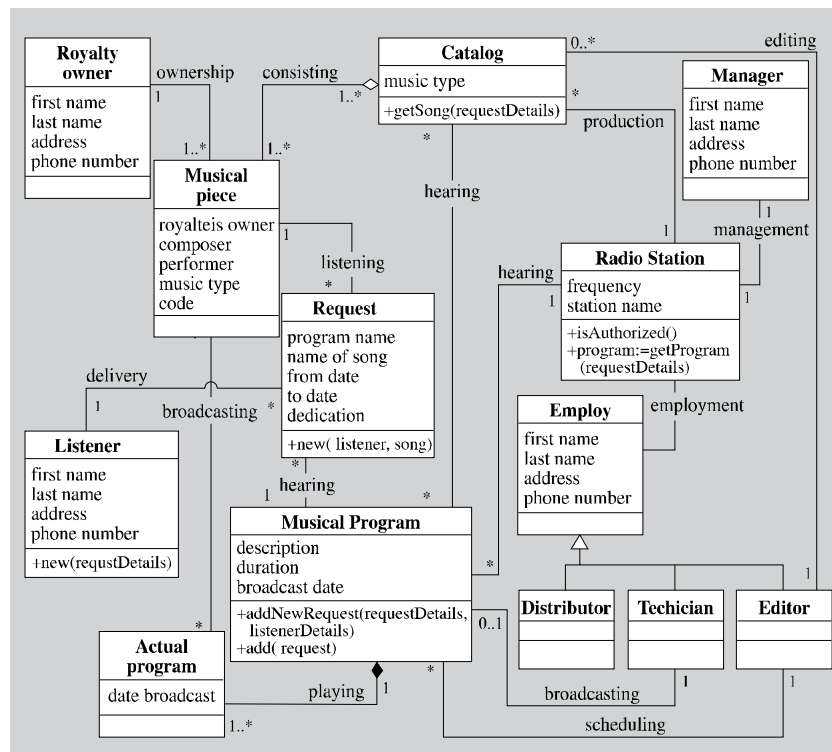 Royalty
owner
first name
last name
address
phone number
ownership
1
1..*
consisting
1..*
1..*
Catalog
music type
+getSong(requestDetails)
*
*
0..*
editing
production
1
Manager
first name
last name
address
phone number
1
management
1
Musical
piece
royalteis owner
composer
performer
music type
code
1
listening
*
hearing
Radio Station
frequency
station name
+isAuthorized()
+program:=getProgram
(requestDetails)
hearing
1
Request
program name
name of song
from date
to date
dedication
+new( listener, song)
delivery
1
*
broadcasting
employment
Employ
first name
last name
address
phone number
Listener
first name
last name
address
phone number
+new(requstDetails)
*
hearing
1
*
Musical Program
description
duration
broadcast date
+addNewRequest(requestDetails,
listenerDetails)
+add( request)
*
0..1
*
1
Distributor
Techician
Editor
1
Actual
program
date broadcast
*
playing
1
1..*
broadcasting
1
scheduling
1